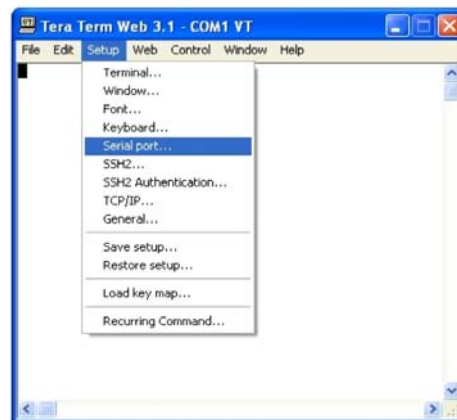 Tera Term Web 3.1 - COM1 VT
File Edit Setup Web Control Window Help
Terminal...
Window...
Font...
Keyboard...
Serial port...
SSH2...
SSH2 Authentication...
TCP/IP...
General...
Save setup...
Restore setup...
Load key map...
Recurring Command...